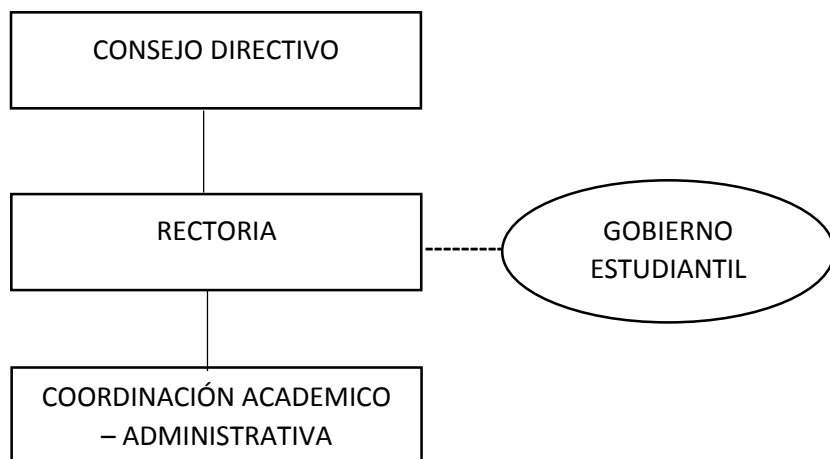 CONSEJO DIRECTIVO
RECTORIA
GOBIERNO
ESTUDIANTIL
COORDINACIÓN ACADEMICO
– ADMINISTRATIVA